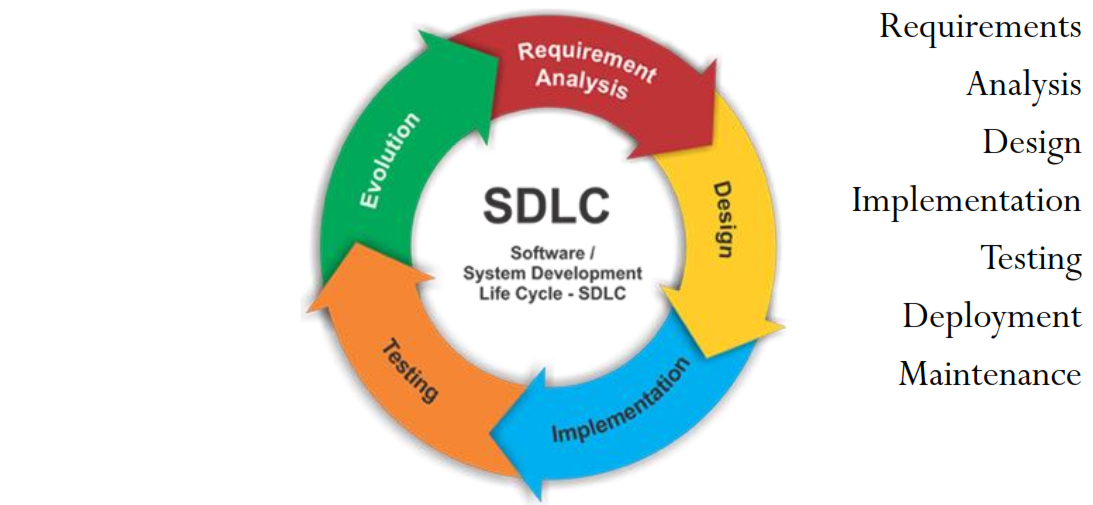 Requirement
Analysis
Design
Implementation
Testing
Evolution
SDLC
Software /
System Development
Life Cycle - SDLC
Requirements
Analysis
Design
Implementation
Testing
Deployment
Maintenance